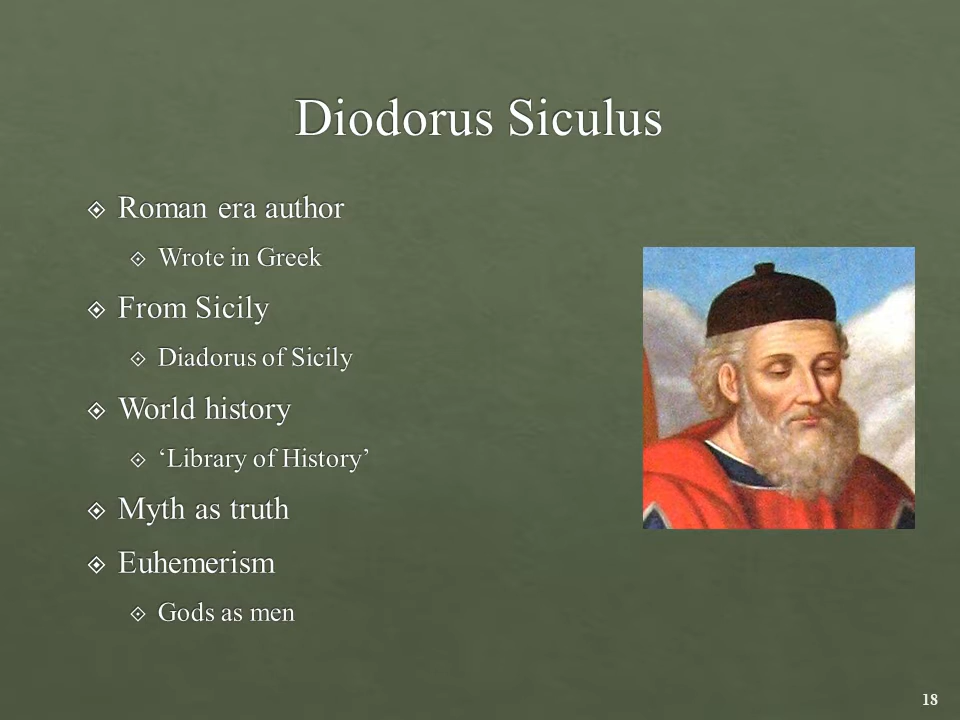 Diodorus Siculus
Roman era author
Wrote in Greek
From Sicily
Diadorus of Sicily
World history
‘Library of History’
Myth as truth
Euhemerism
Gods as men
18